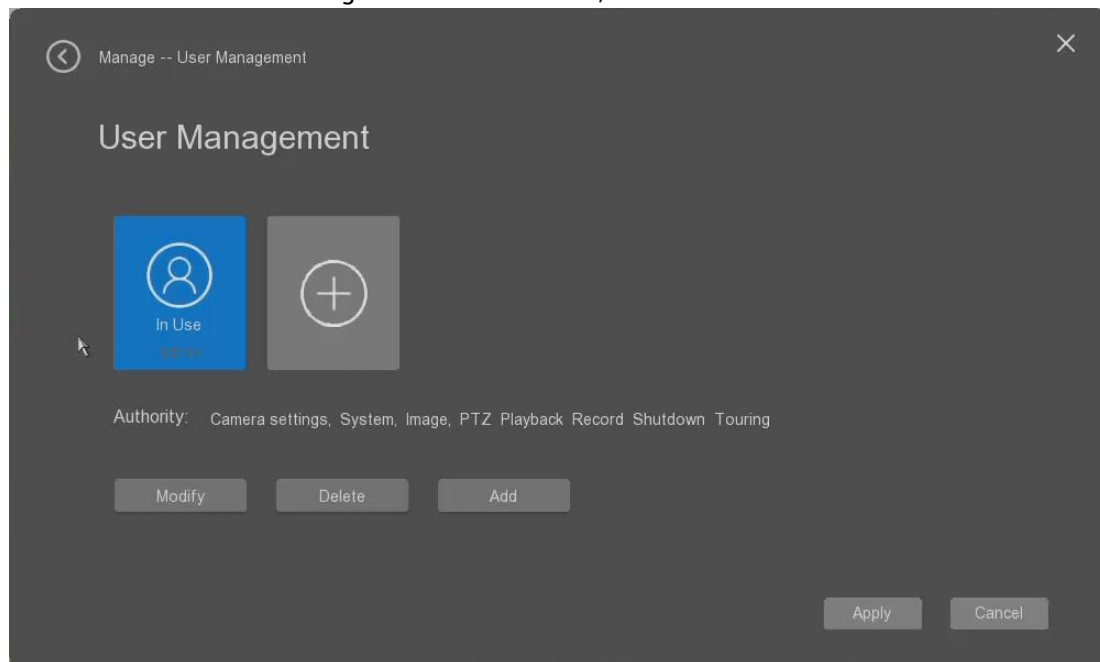 Manage -- User Management
User Management
In Use
Authority: Camera settings, System, Image, PTZ Playback Record Shutdown Touring
Modify Delete Add
Apply Cancel